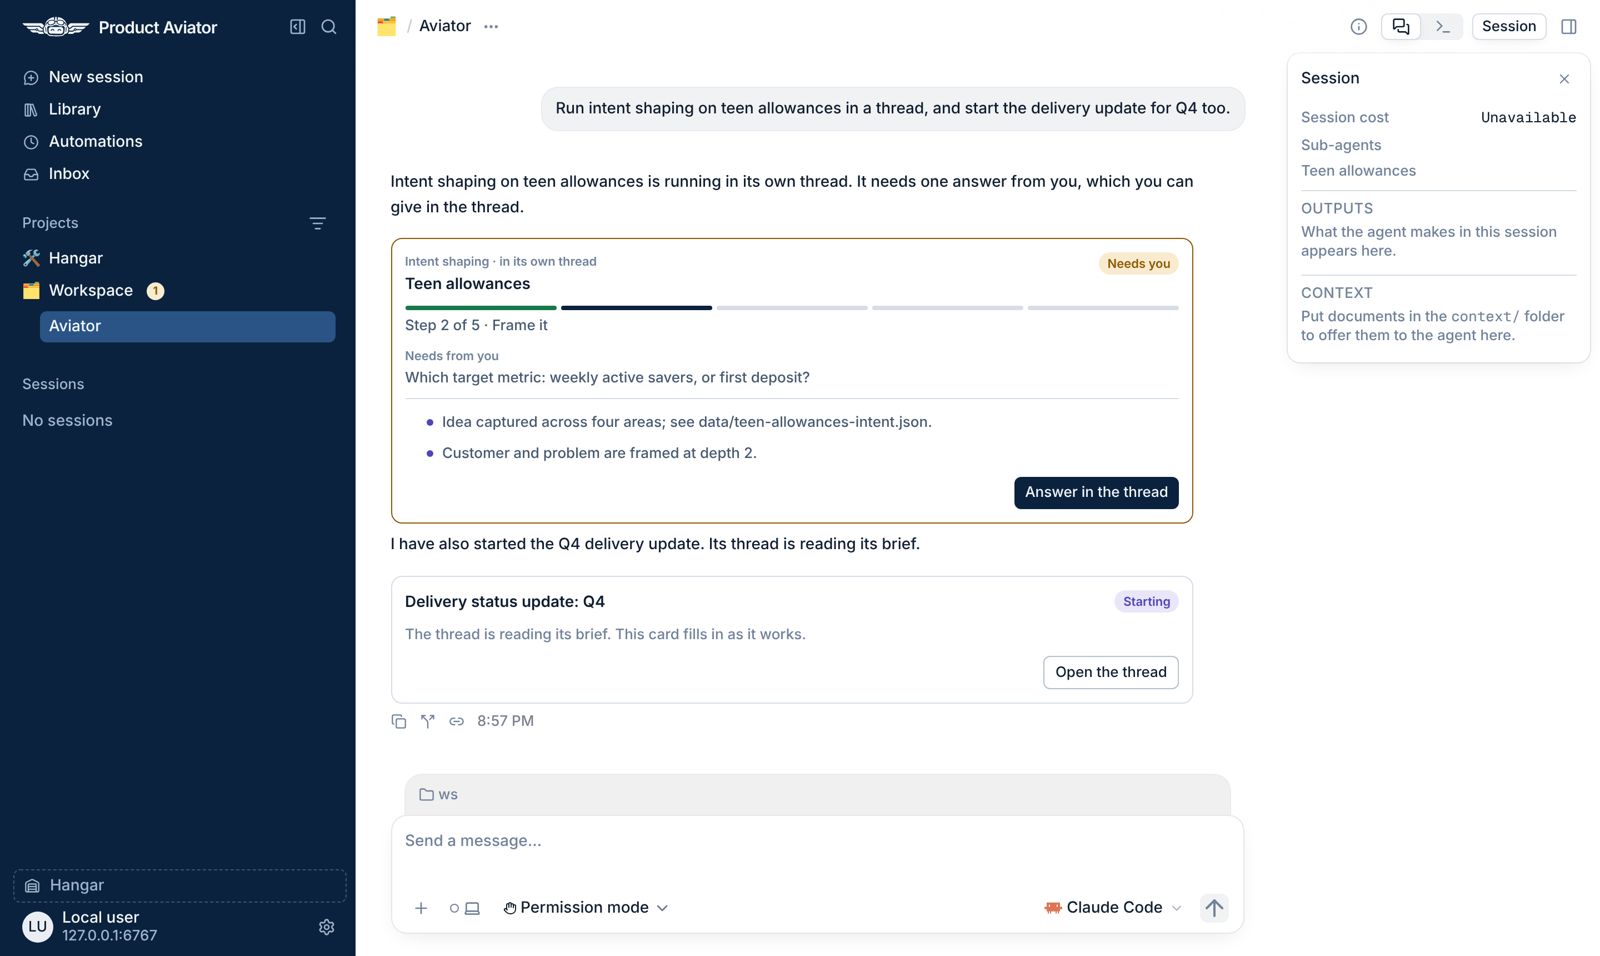 Product Aviator
New session
Library
Automations
Inbox
Projects
Hangar
Workspace 1
Aviator
Sessions
No sessions
Hangar
LU
Local user
127.0.0.1:6767
/ Aviator
Session
Run intent shaping on teen allowances in a thread, and start the delivery update for Q4 too.
Intent shaping on teen allowances is running in its own thread. It needs one answer from you, which you can
give in the thread.
Intent shaping · in its own thread
Needs you
Teen allowances
Step 2 of 5 · Frame it
Needs from you
Which target metric: weekly active savers, or first deposit?
Idea captured across four areas; see data/teen-allowances-intent.json.
Customer and problem are framed at depth 2.
Answer in the thread
I have also started the Q4 delivery update. Its thread is reading its brief.
Delivery status update: Q4
Starting
The thread is reading its brief. This card fills in as it works.
Open the thread
8:57 PM
ws
Send a message...
Permission mode
Claude Code
Session
Session cost Unavailable
Sub-agents
Teen allowances
OUTPUTS
What the agent makes in this session
appears here.
CONTEXT
Put documents in the context/ folder
to offer them to the agent here.